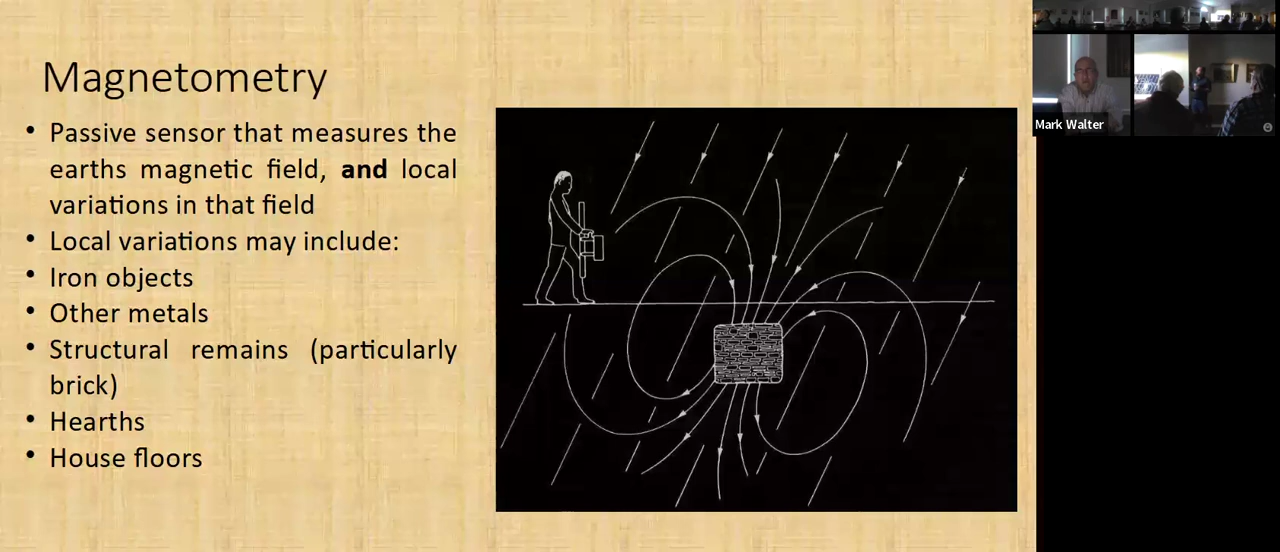 Magnetometry
• Passive sensor that measures the
earths magnetic field, and local
variations in that field
• Local variations may include:
• Iron objects
• Other metals
• Structural remains (particularly
brick)
• Hearths
• House floors
Mark Walter